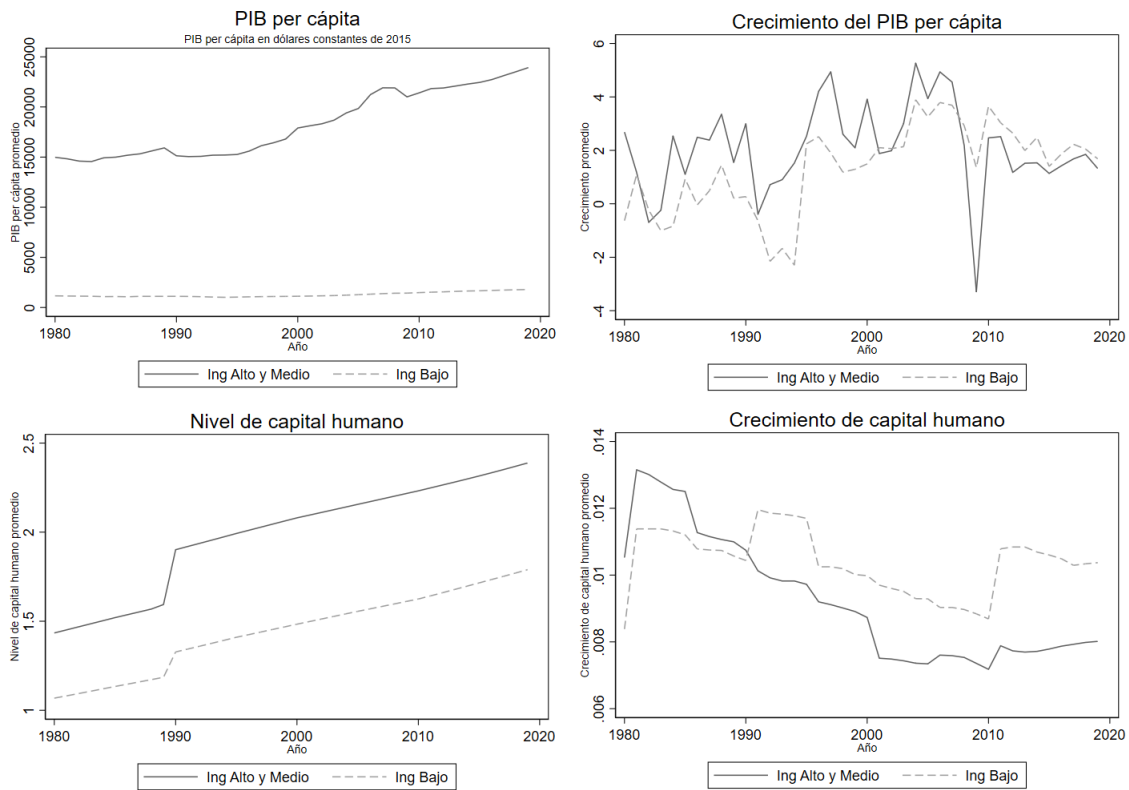 PIB per cápita
PIB per cápita en dólares constantes de 2015
PIB per cápita promedio
25000
20000
15000
10000
5000
0
1980 1990 2000 2010 2020
Año
Ing Alto y Medio Ing Bajo
Crecimiento del PIB per cápita
Crecimiento promedio
6
4
2
0
-2
-4
1980 1990 2000 2010 2020
Año
Ing Alto y Medio Ing Bajo
Nivel de capital humano
Nivel de capital humano promedio
2.5
2
1.5
1
1980 1990 2000 2010 2020
Año
Ing Alto y Medio Ing Bajo
Crecimiento de capital humano
Crecimiento de capital humano promedio
.014
.012
.01
.008
.006
1980 1990 2000 2010 2020
Año
Ing Alto y Medio Ing Bajo